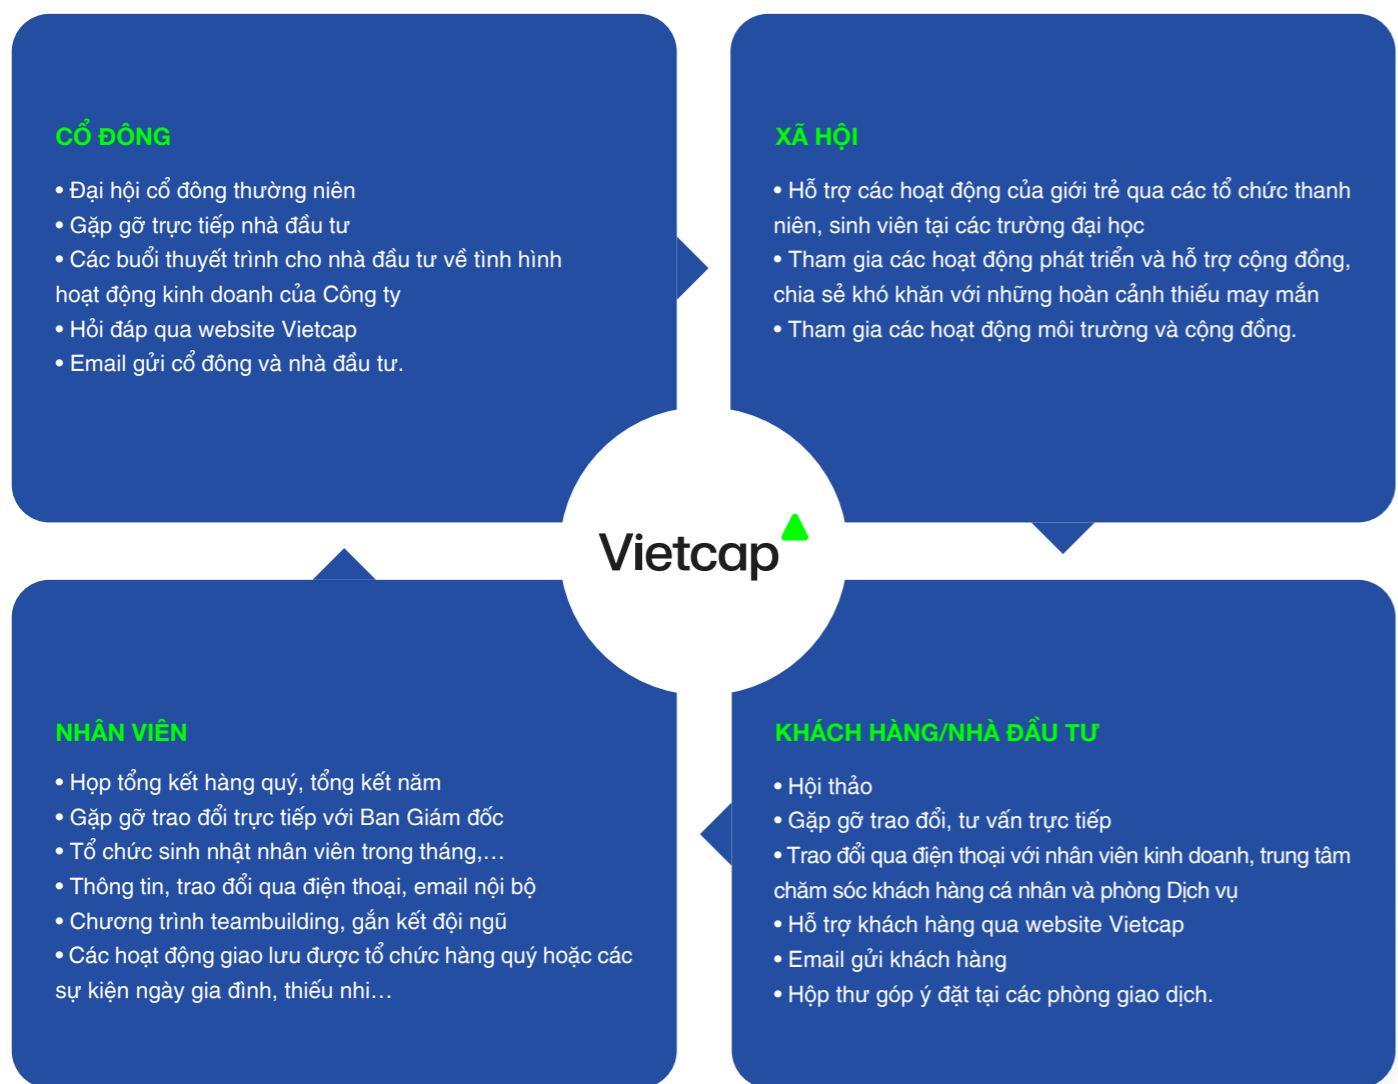 CỔ ĐÔNG
• Đại hội cổ đông thường niên
• Gặp gỡ trực tiếp nhà đầu tư
• Các buổi thuyết trình cho nhà đầu tư về tình hình
hoạt động kinh doanh của Công ty
• Hỏi đáp qua website Vietcap
• Email gửi cổ đông và nhà đầu tư.
XÃ HỘI
• Hỗ trợ các hoạt động của giới trẻ qua các tổ chức thanh
niên, sinh viên tại các trường đại học
• Tham gia các hoạt động phát triển và hỗ trợ cộng đồng,
chia sẻ khó khăn với những hoàn cảnh thiếu may mắn
• Tham gia các hoạt động môi trường và cộng đồng.
Vietcap
NHÂN VIÊN
• Họp tổng kết hàng quý, tổng kết năm
• Gặp gỡ trao đổi trực tiếp với Ban Giám đốc
• Tổ chức sinh nhật nhân viên trong tháng,…
• Thông tin, trao đổi qua điện thoại, email nội bộ
• Chương trình teambuilding, gắn kết đội ngũ
• Các hoạt động giao lưu được tổ chức hàng quý hoặc các
sự kiện ngày gia đình, thiếu nhi…
KHÁCH HÀNG/NHÀ ĐẦU TƯ
• Hội thảo
• Gặp gỡ trao đổi, tư vấn trực tiếp
• Trao đổi qua điện thoại với nhân viên kinh doanh, trung tâm
chăm sóc khách hàng cá nhân và phòng Dịch vụ
• Hỗ trợ khách hàng qua website Vietcap
• Email gửi khách hàng
• Hộp thư góp ý đặt tại các phòng giao dịch.